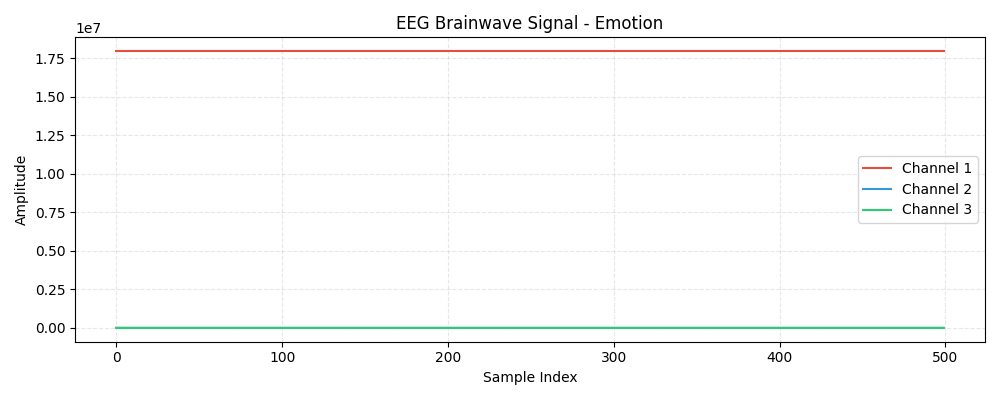 EEG Brainwave Signal - Emotion
1e7
1.75
1.50
1.25
1.00
0.75
0.50
0.25
0.00
Amplitude
Channel 1
Channel 2
Channel 3
0 100 200 300 400 500
Sample Index